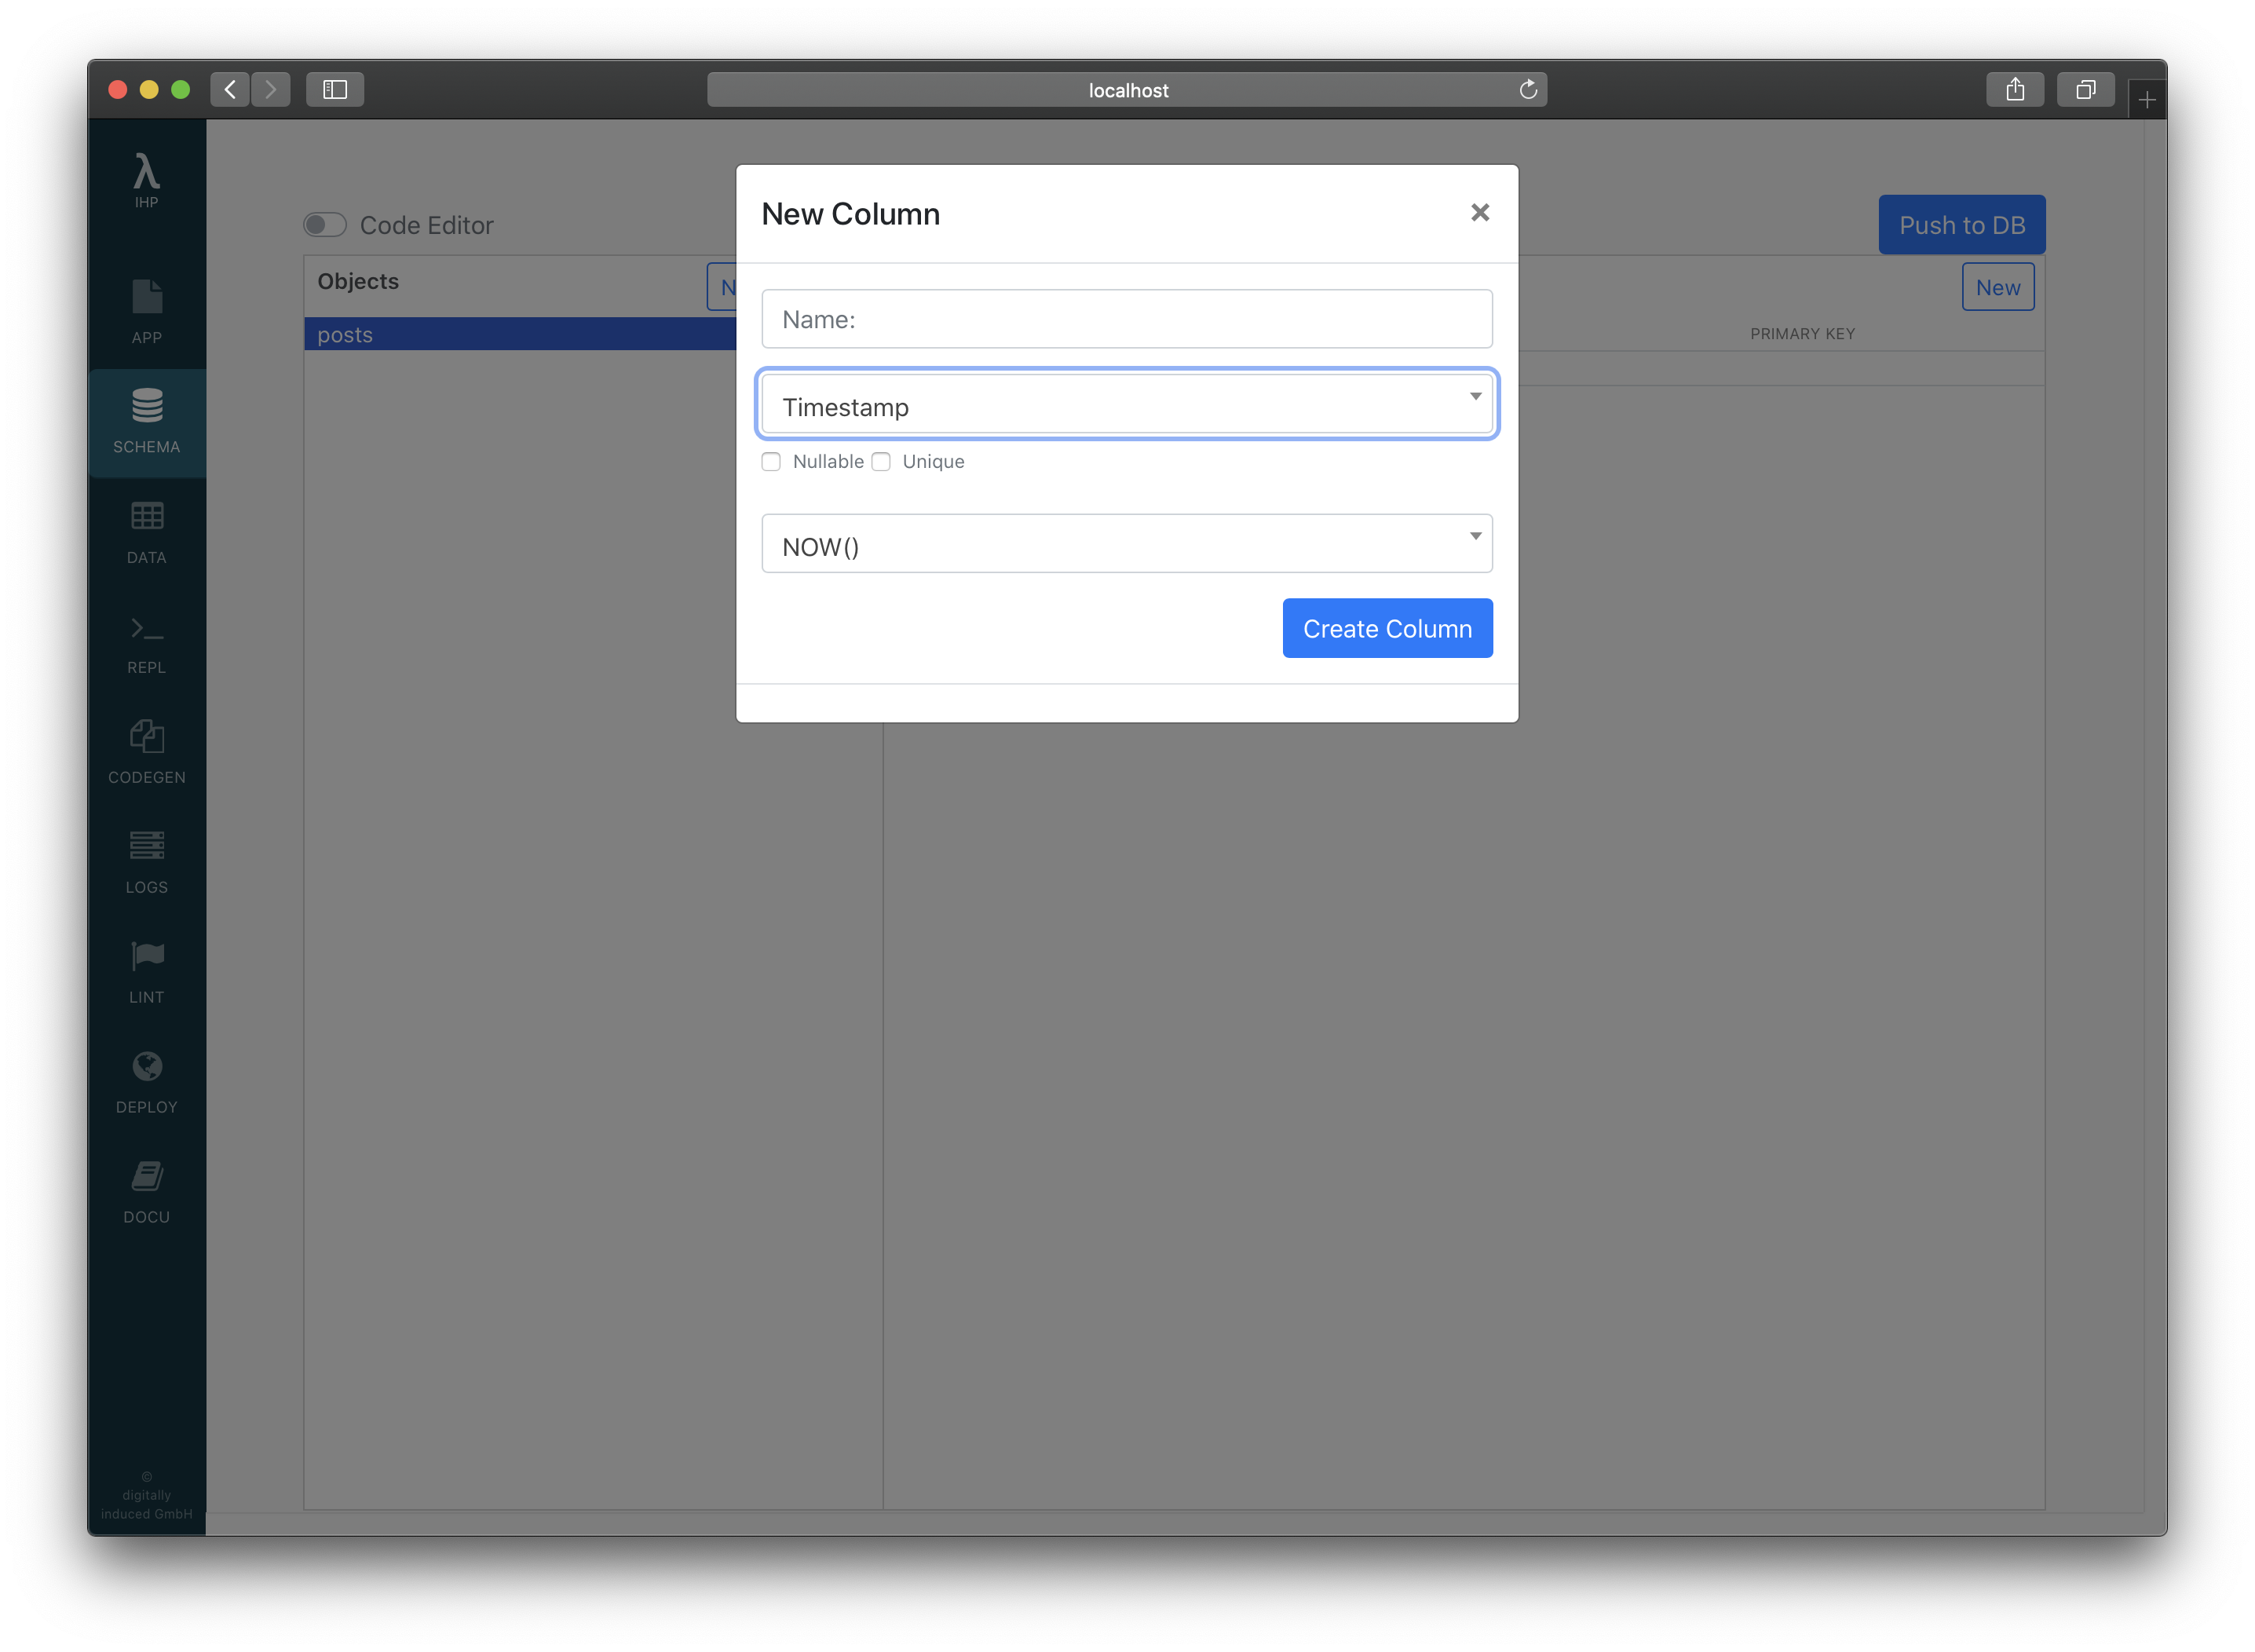 localhost
λ
IHP
APP
SCHEMA
DATA
REPL
CODEGEN
LOGS
LINT
DEPLOY
DOCU
©
digitally
induced GmbH
Code Editor
Push to DB
Objects
New
posts
PRIMARY KEY
New Column
×
Name:
Timestamp
Nullable Unique
NOW()
Create Column